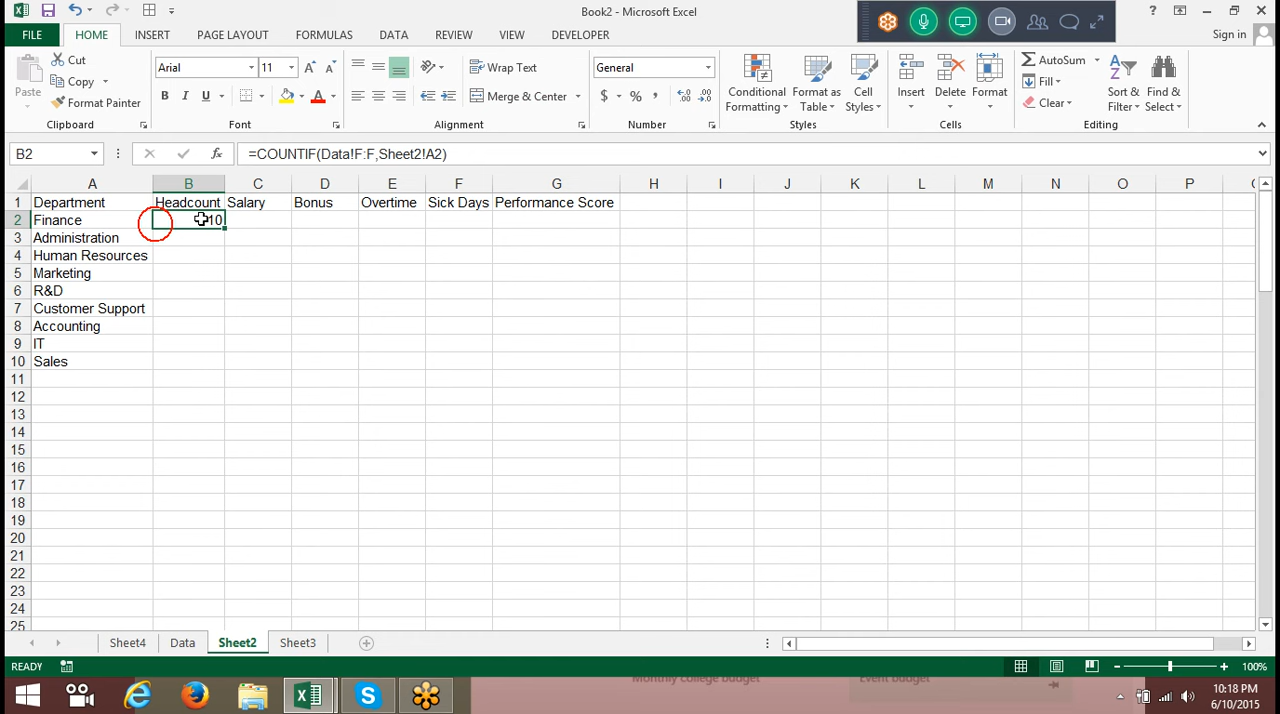 Book2 - Microsoft Excel
?
Sign in
FILE HOME INSERT PAGE LAYOUT FORMULAS DATA REVIEW VIEW DEVELOPER
Paste
Cut
Copy
Format Painter
Clipboard
Arial 11
B I U
Font
Wrap Text
Merge & Center
Alignment
General
$ % ,
Number
Conditional Formatting
Format as Table
Cell Styles
Styles
Insert Delete Format
Cells
AutoSum
Fill
Clear
Sort & Filter
Find & Select
Editing
B2 fx =COUNTIF(Data!F:F,Sheet2!A2)
A B C D E F G H I J K L M N O P
1 Department Headcount Salary Bonus Overtime Sick Days Performance Score
2 Finance 10
3 Administration
4 Human Resources
5 Marketing
6 R&D
7 Customer Support
8 Accounting
9 IT
10 Sales
11
12
13
14
15
16
17
18
19
20
21
22
23
24
25
Sheet4 Data Sheet2 Sheet3
READY 100%
Monthly college budget Event budget
10:18 PM
6/10/2015